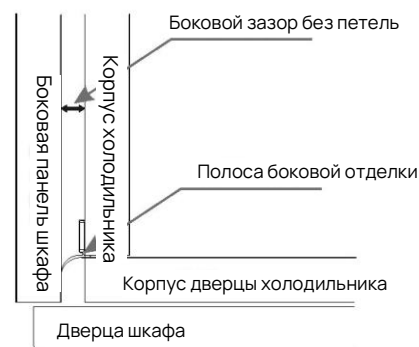 Боковой зазор без петель
Боковая панель шкафа
Корпус холодильника
Полоса боковой отделки
Корпус дверцы холодильника
Дверца шкафа